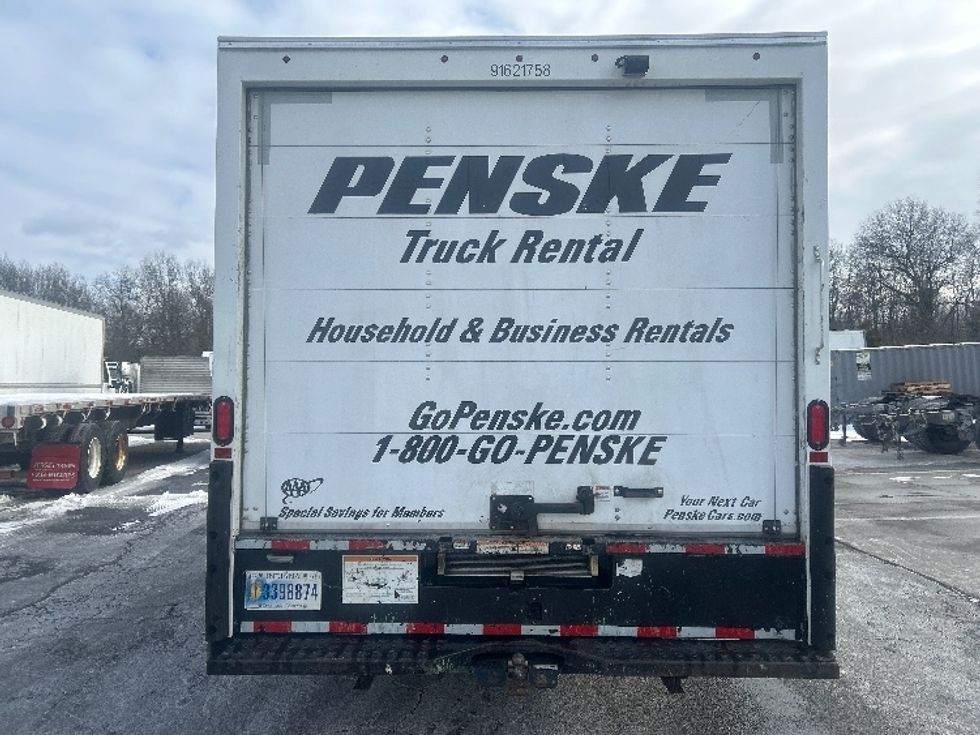 91621758
PENSKE
Truck Rental
Household & Business Rentals
GoPenske.com
1-800-GO-PENSKE
AAA
Special Savings for Members
Your Next Car
PenskeCars.com
INDIANA
3398874